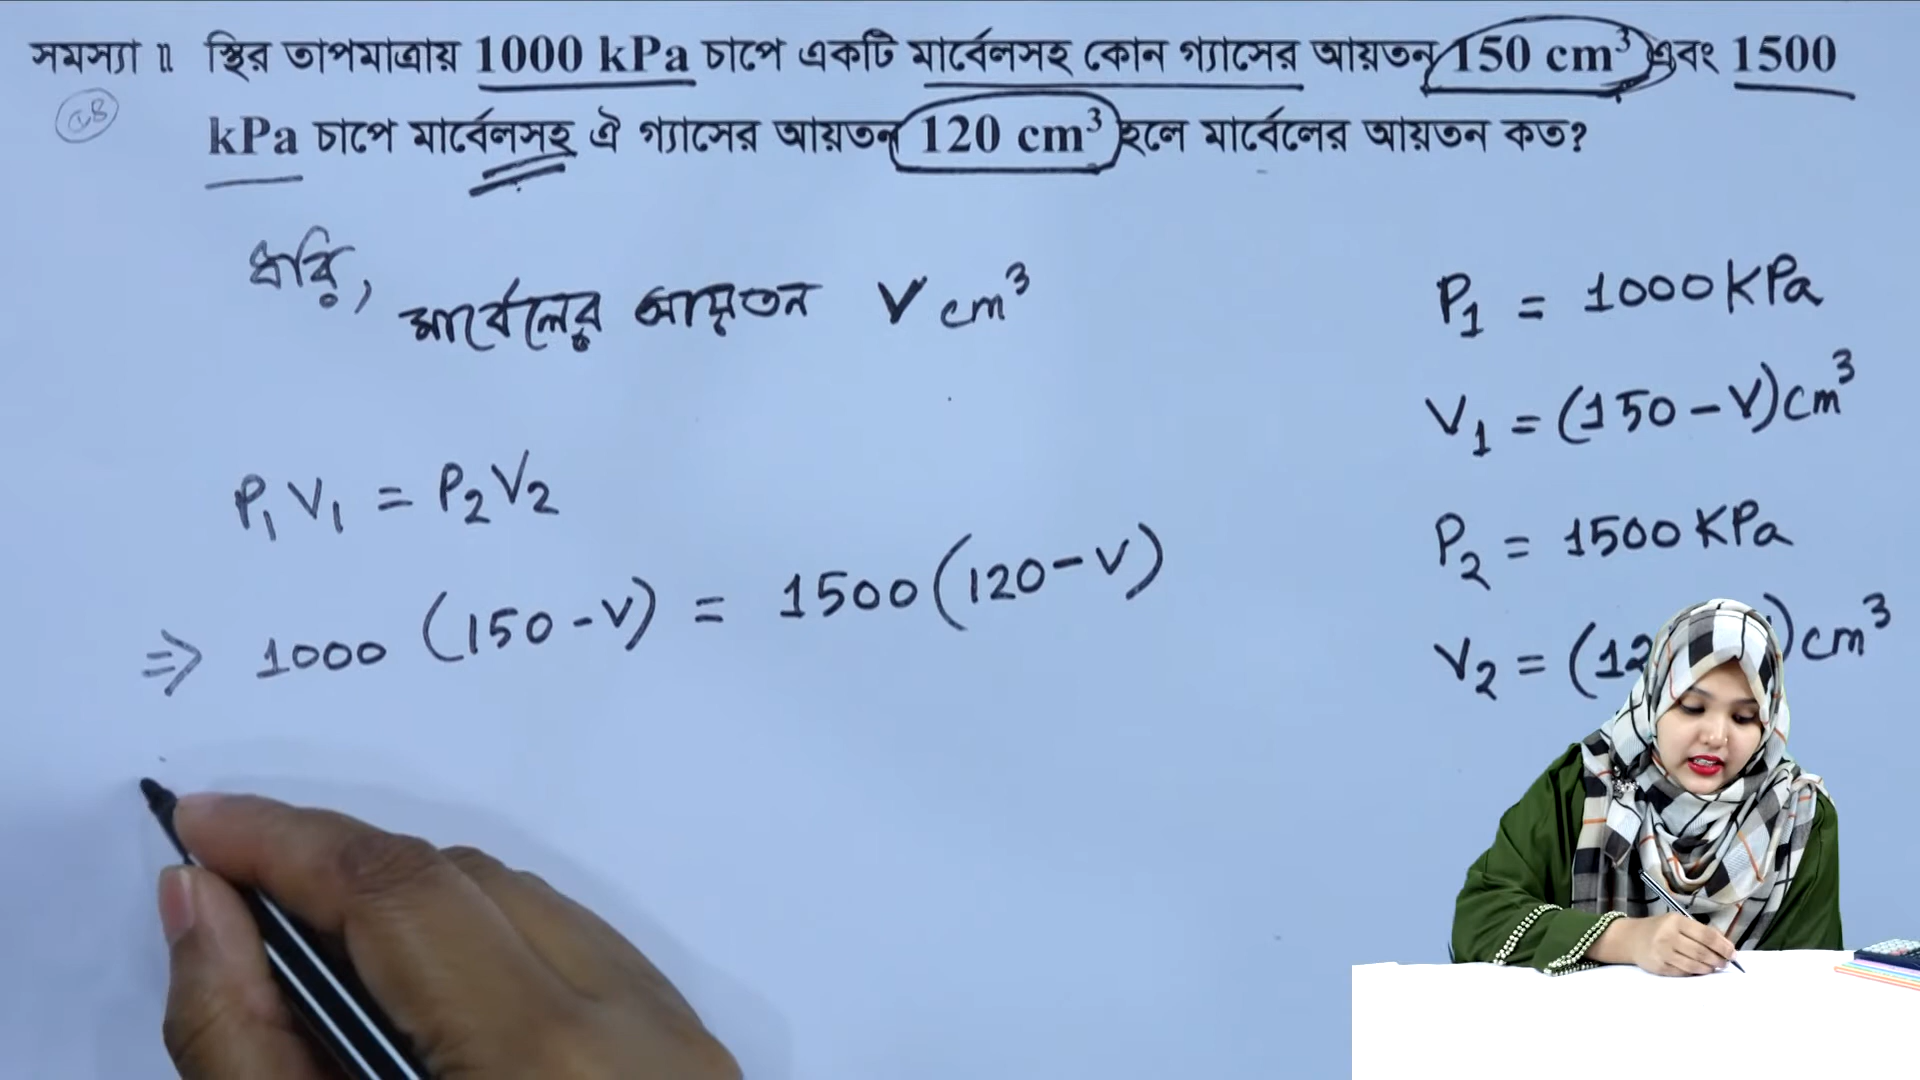 সমস্যা ॥ স্থির তাপমাত্রায় 1000 kPa চাপে একটি মার্বেলসহ কোন গ্যাসের আয়তন 150 cm³ এবং 1500
kPa চাপে মার্বেলসহ ঐ গ্যাসের আয়তন 120 cm³ হলে মার্বেলের আয়তন কত?
ধরি,
মার্বেলের আয়তন V cm³
P₁V₁ = P₂V₂
⇒ 1000 (150 - V) = 1500 (120 - V)
P₁ = 1000 KPa
V₁ = (150 - V) cm³
P₂ = 1500 KPa
V₂ = (12 ) cm³